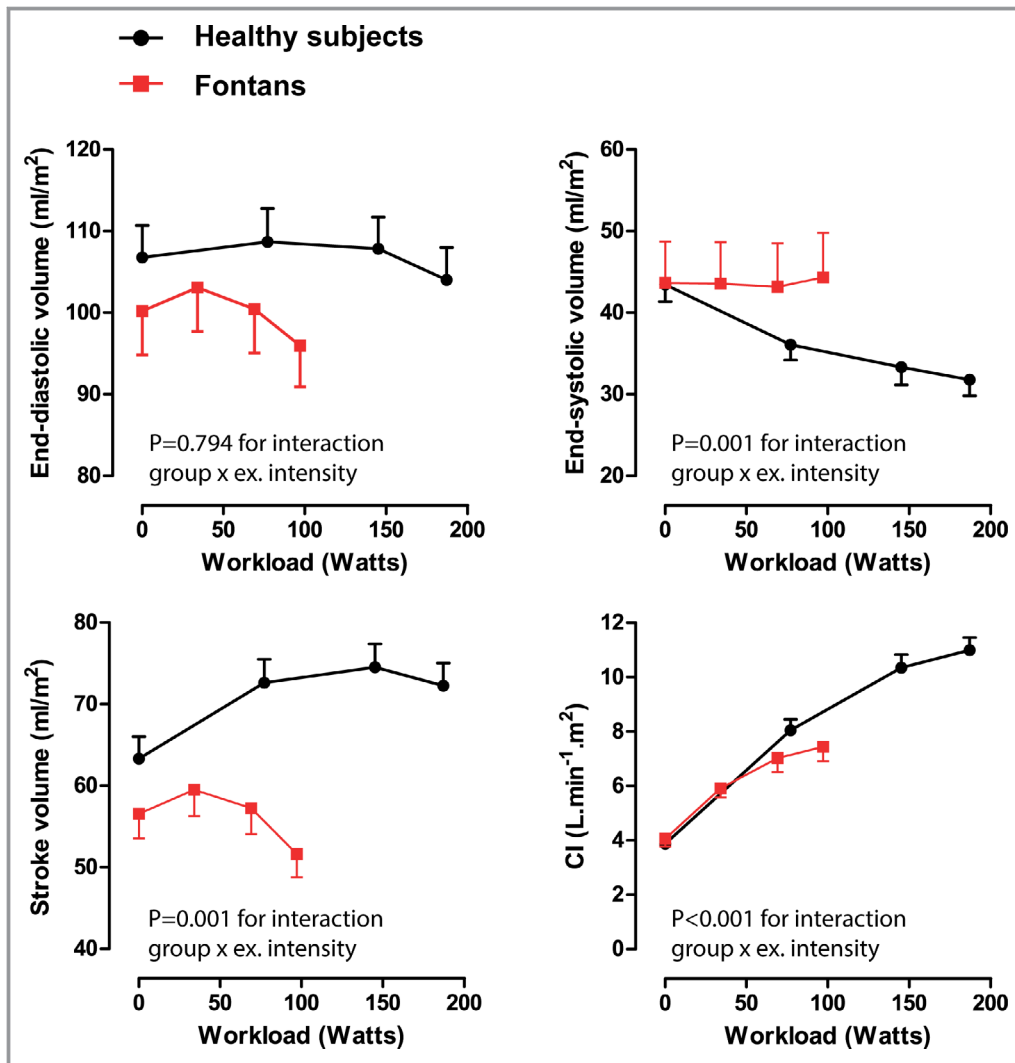 Healthy subjects
Fontans
End-diastolic volume (ml/m²)
120
110
100
90
80
P=0.794 for interaction
group x ex. intensity
0 50 100 150 200
Workload (Watts)
End-systolic volume (ml/m²)
60
50
40
30
20
P=0.001 for interaction
group x ex. intensity
0 50 100 150 200
Workload (Watts)
Stroke volume (ml/m²)
80
70
60
50
40
P=0.001 for interaction
group x ex. intensity
0 50 100 150 200
Workload (Watts)
CI (L.min⁻¹.m²)
12
10
8
6
4
2
0
P<0.001 for interaction
group x ex. intensity
0 50 100 150 200
Workload (Watts)